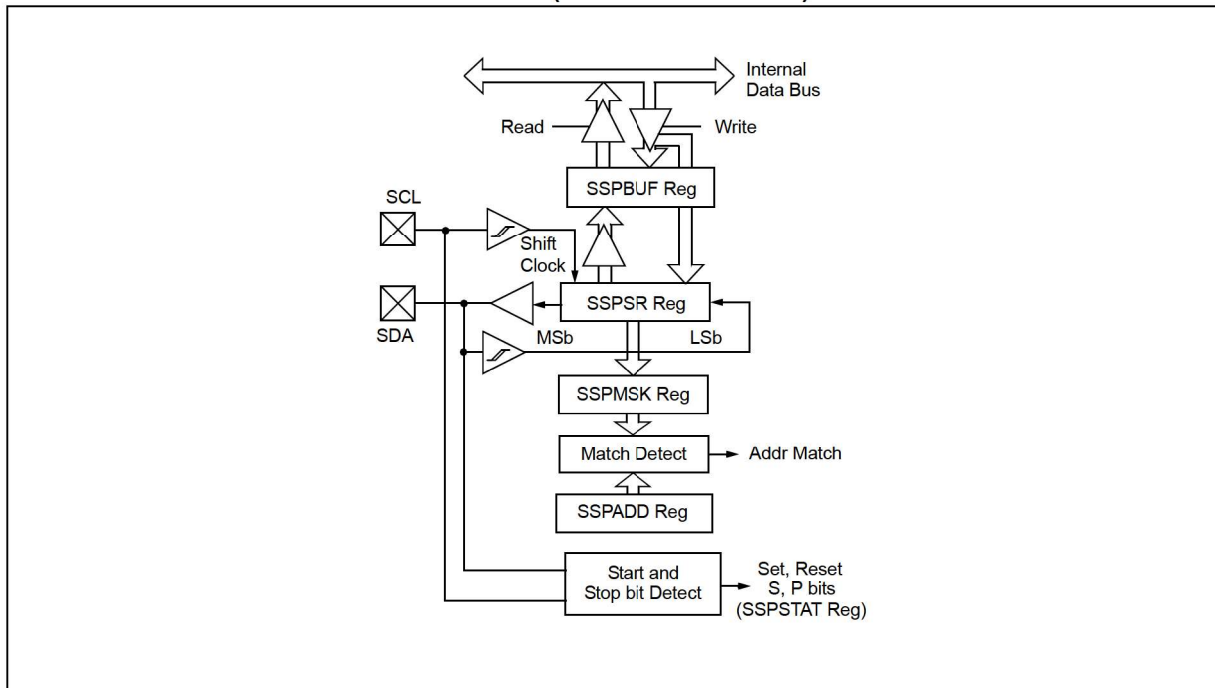 Internal
Data Bus
Read
Write
SSPBUF Reg
SCL
Shift
Clock
SSPSR Reg
SDA
MSb
LSb
SSPMSK Reg
Match Detect
Addr Match
SSPADD Reg
Start and
Stop bit Detect
Set, Reset
S, P bits
(SSPSTAT Reg)